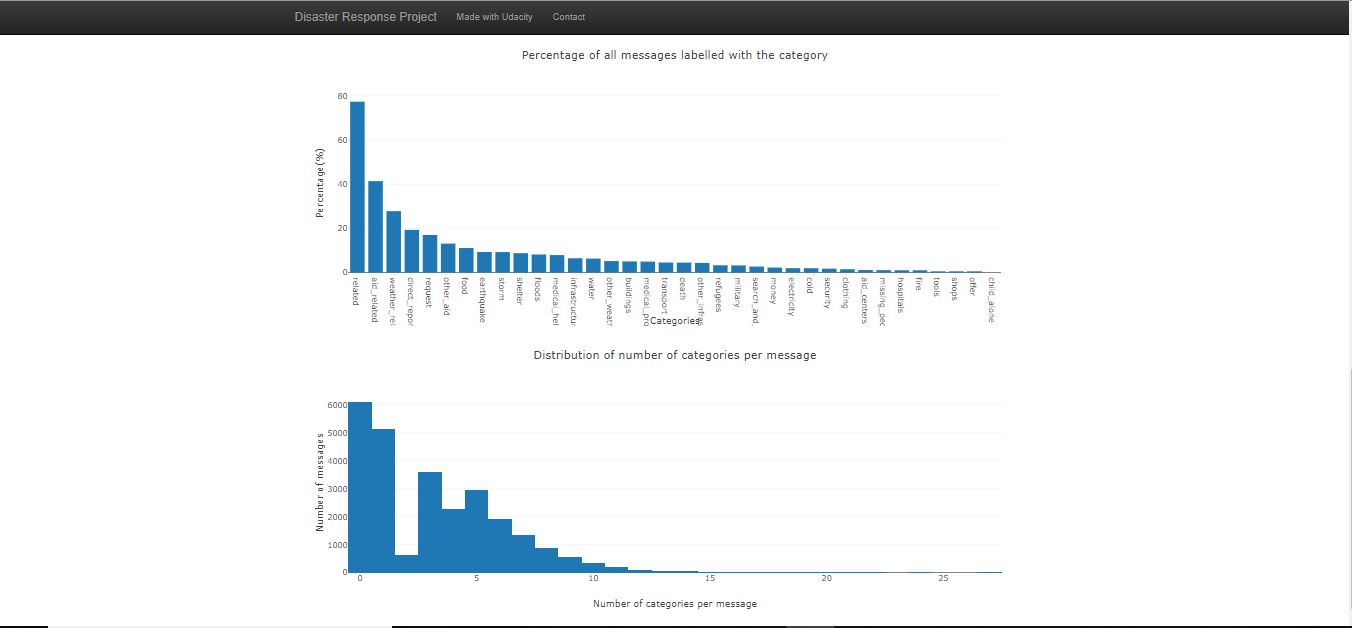 Disaster Response Project Made with Udacity Contact
Percentage of all messages labelled with the category
80
60
40
20
0
Percentage(%)
related
aid_related
weather_rel
direct_repor
request
other_aid
food
earthquake
storm
shelter
floods
medical_hel
infrastructur
water
other_weath
buildings
medical_pro
transport
death
other_infras
refugees
military
search_and_
money
electricity
cold
security
clothing
aid_centers
missing_peo
hospitals
fire
tools
shops
offer
child_alone
Categories
Distribution of number of categories per message
6000
5000
4000
3000
2000
1000
0
Number of messages
0 5 10 15 20 25
Number of categories per message